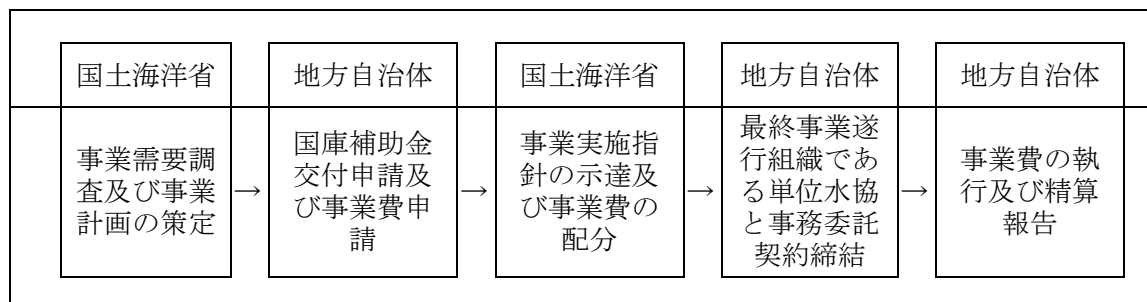 国土海洋省
地方自治体
国土海洋省
地方自治体
地方自治体
事業需要調
査及び事業
計画の策定
→
国庫補助金
交付申請及
び事業費申
請
→
事業実施指
針の示達及
び事業費の
配分
→
最終事業遂
行組織であ
る単位水協
と事務委託
契約締結
→
事業費の執
行及び精算
報告